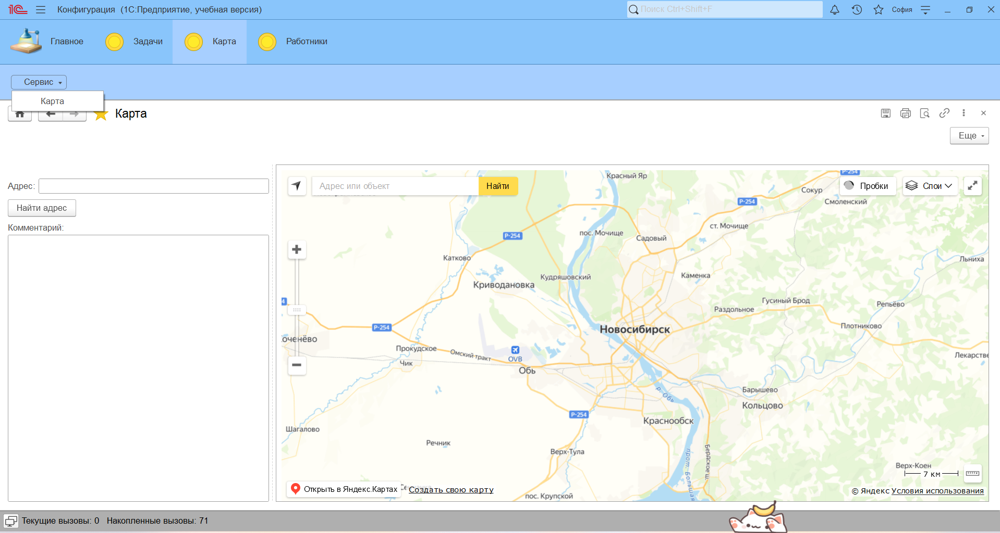 1С Конфигурация (1С:Предприятие, учебная версия)
Поиск Ctrl+Shift+F
София
Главное
Задачи
Карта
Работники
Сервис
Карта
Карта
Еще
Адрес:
Найти адрес
Комментарий:
Адрес или объект
Найти
Пробки
Слои
Красный Яр
Р-254
Сокур
Р-254
Смоленский
ст. Мочище
пос. Мочище
Р-254
Садовый
Катково
Льниха
Каменка
Кудряшовский
Криводановка
4
Гусиный Брод
Репьёво
Раздольное
Р-254
Плотниково
Новосибирск
оченёво
Прокудское
Омский тракт
OVB
Лекарстве
Чик
Обь
р. Обь
Барышево
Кольцово
Р-254
Краснообск
Шагалово
Речник
Верх-Тула
Бердское ш.
прот. Большая
Верх-Коен
7 км
Открыть в Яндекс.Картах
Создать свою карту
пос. Крупской
© Яндекс Условия использования
Текущие вызовы: 0 Накопленные вызовы: 71